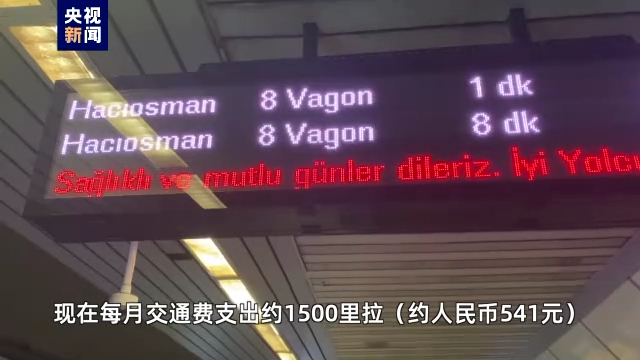 央视
新闻
Hacıosman 8 Vagon 1 dk
Hacıosman 8 Vagon 8 dk
Sağlıklı ve mutlu günler dileriz. İyi Yolcu
现在每月交通费支出约1500里拉（约人民币541元）